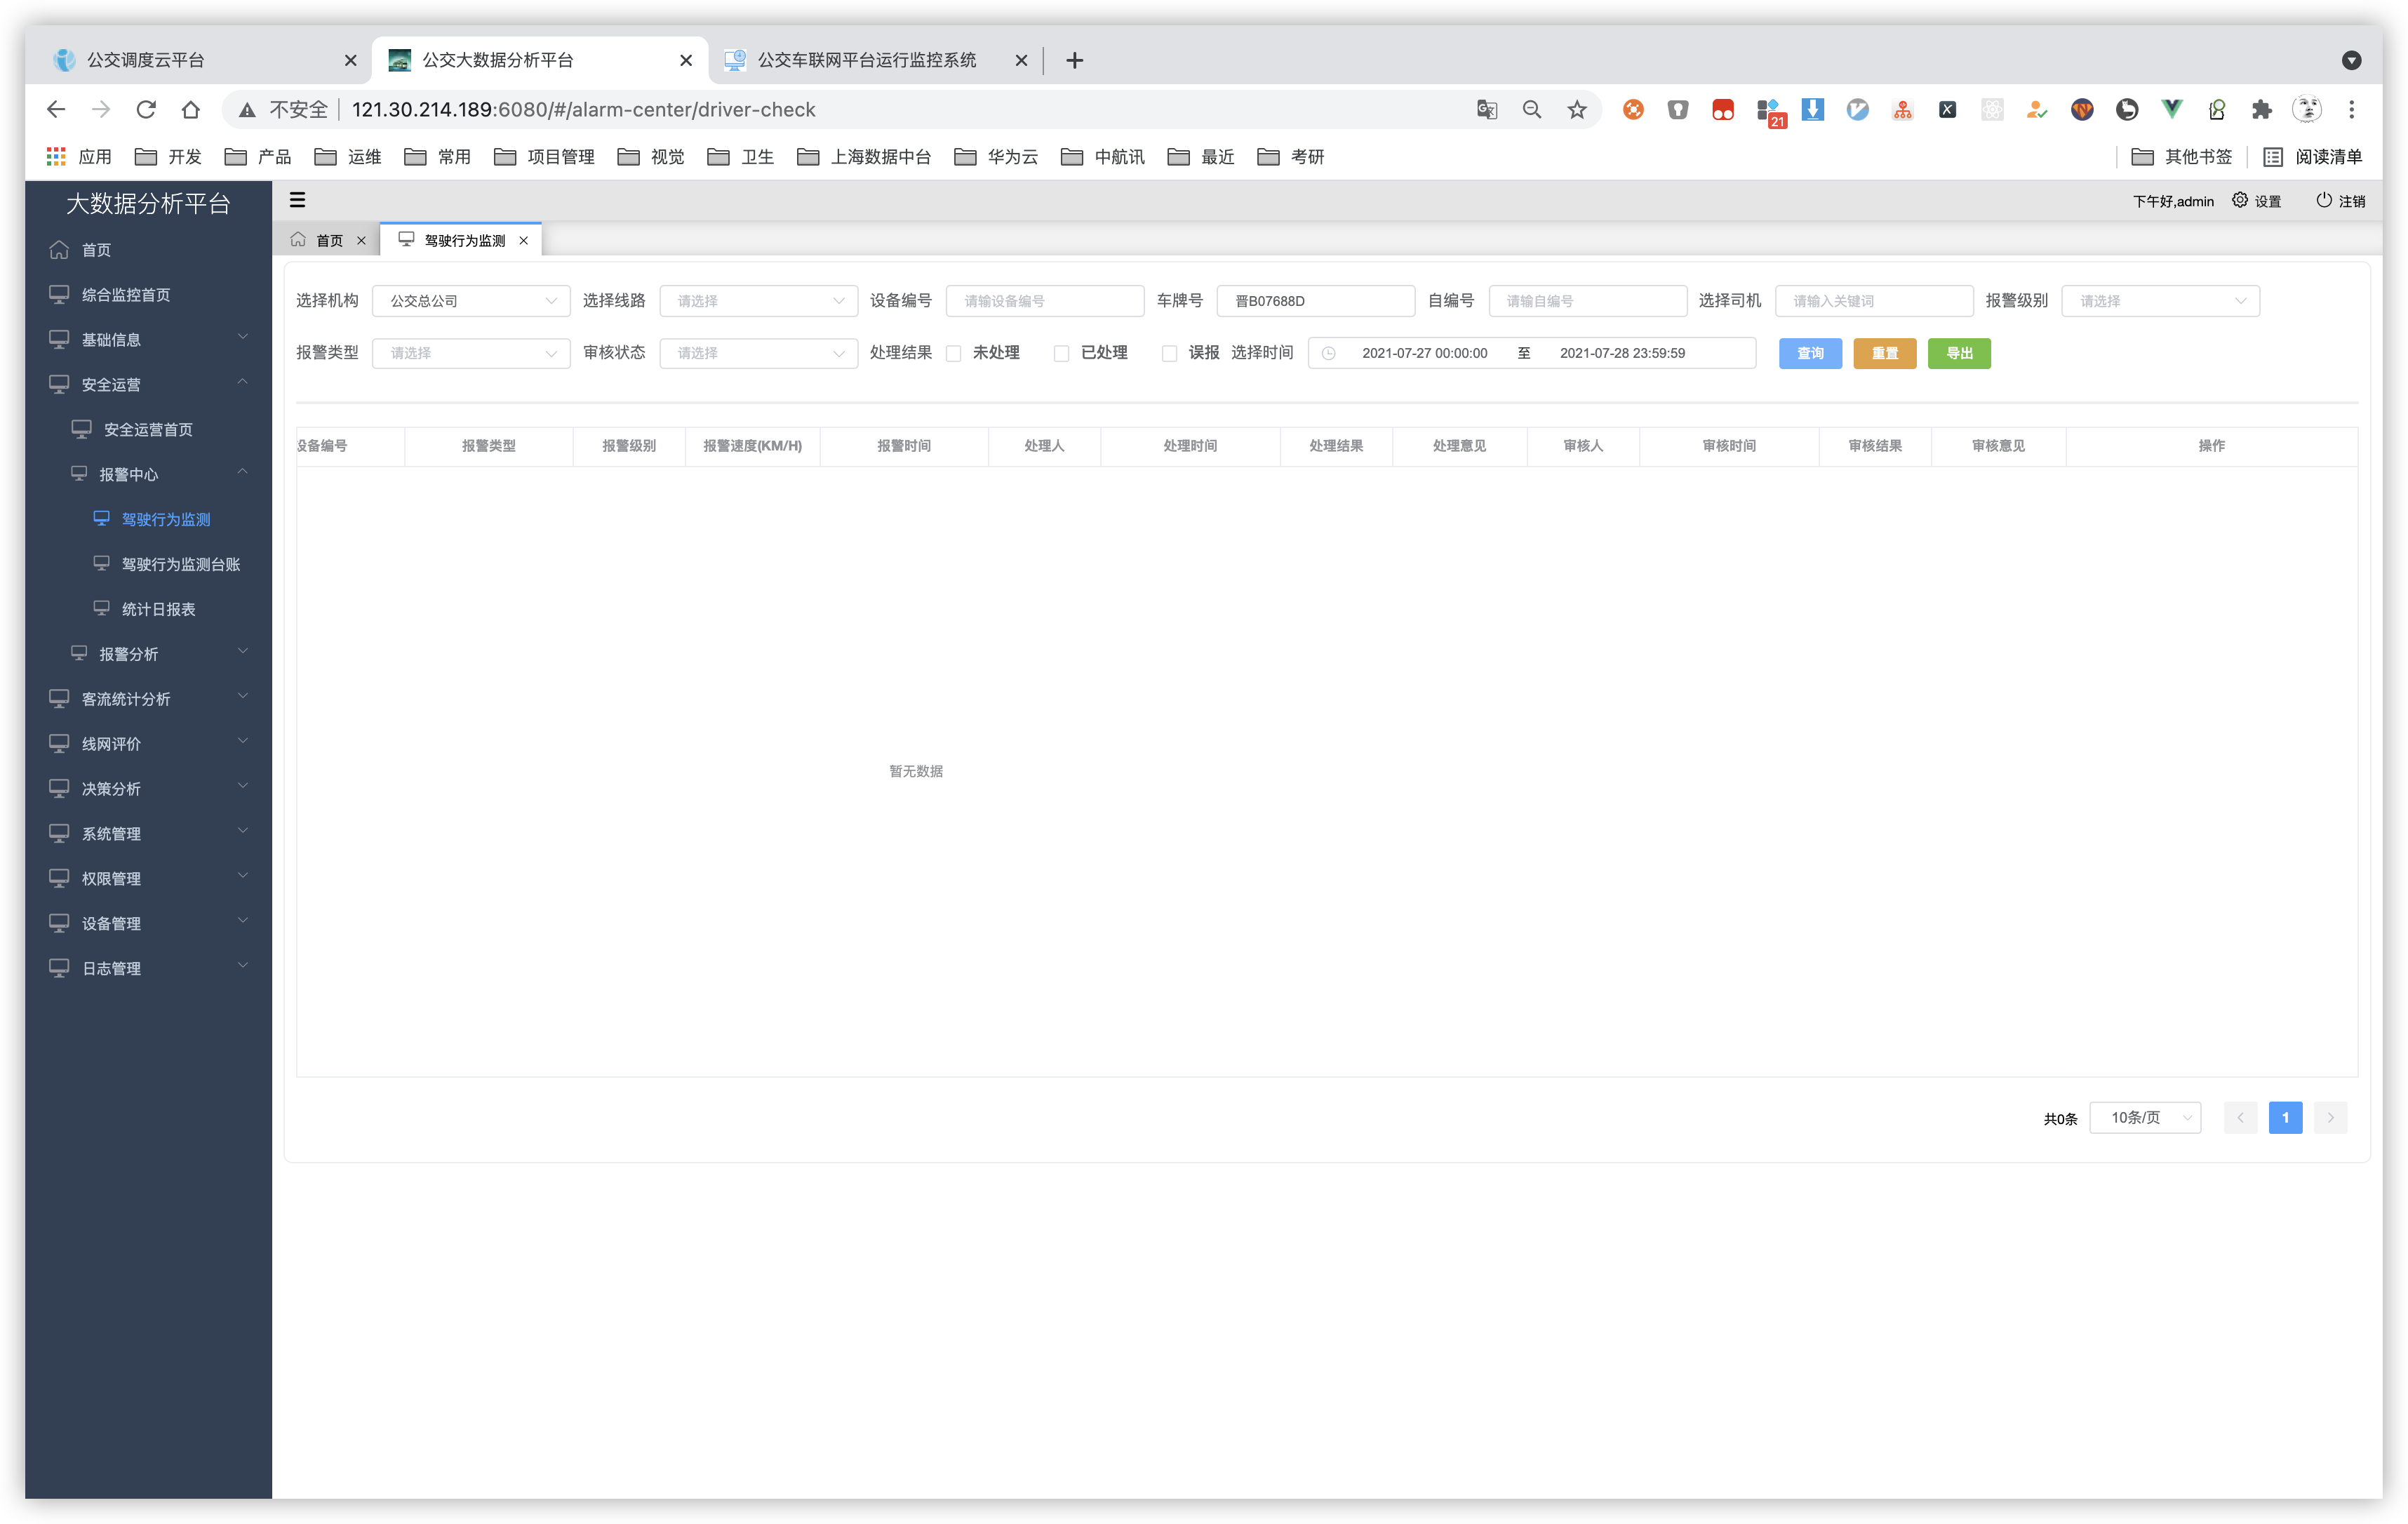 公交调度云平台
公交大数据分析平台
公交车联网平台运行监控系统
不安全 121.30.214.189:6080/#/alarm-center/driver-check
21
应用 开发 产品 运维 常用 项目管理 视觉 卫生 上海数据中台 华为云 中航讯 最近 考研 其他书签 阅读清单
大数据分析平台
下午好,admin 设置 注销
首页 驾驶行为监测
首页
综合监控首页
基础信息
安全运营
安全运营首页
报警中心
驾驶行为监测
驾驶行为监测台账
统计日报表
报警分析
客流统计分析
线网评价
决策分析
系统管理
权限管理
设备管理
日志管理
选择机构 公交总公司 选择线路 请选择 设备编号 请输设备编号 车牌号 晋B07688D 自编号 请输自编号 选择司机 请输入关键词 报警级别 请选择
报警类型 请选择 审核状态 请选择 处理结果 未处理 已处理 误报 选择时间 2021-07-27 00:00:00 至 2021-07-28 23:59:59 查询 重置 导出
设备编号 报警类型 报警级别 报警速度(KM/H) 报警时间 处理人 处理时间 处理结果 处理意见 审核人 审核时间 审核结果 审核意见 操作
暂无数据
共0条 10条/页 1